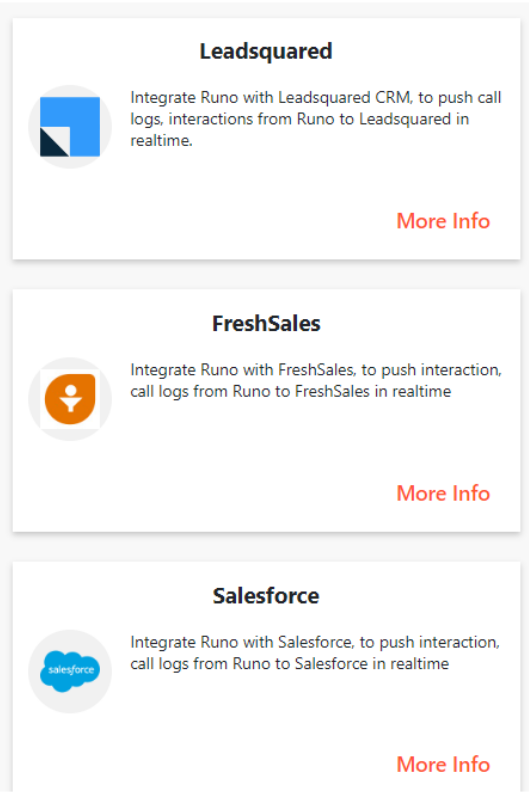 Leadsquared
Integrate Runo with Leadsquared CRM, to push call
logs, interactions from Runo to Leadsquared in
realtime.
More Info
FreshSales
Integrate Runo with FreshSales, to push interaction,
call logs from Runo to FreshSales in realtime
More Info
Salesforce
Integrate Runo with Salesforce, to push interaction,
call logs from Runo to Salesforce in realtime
salesforce
More Info